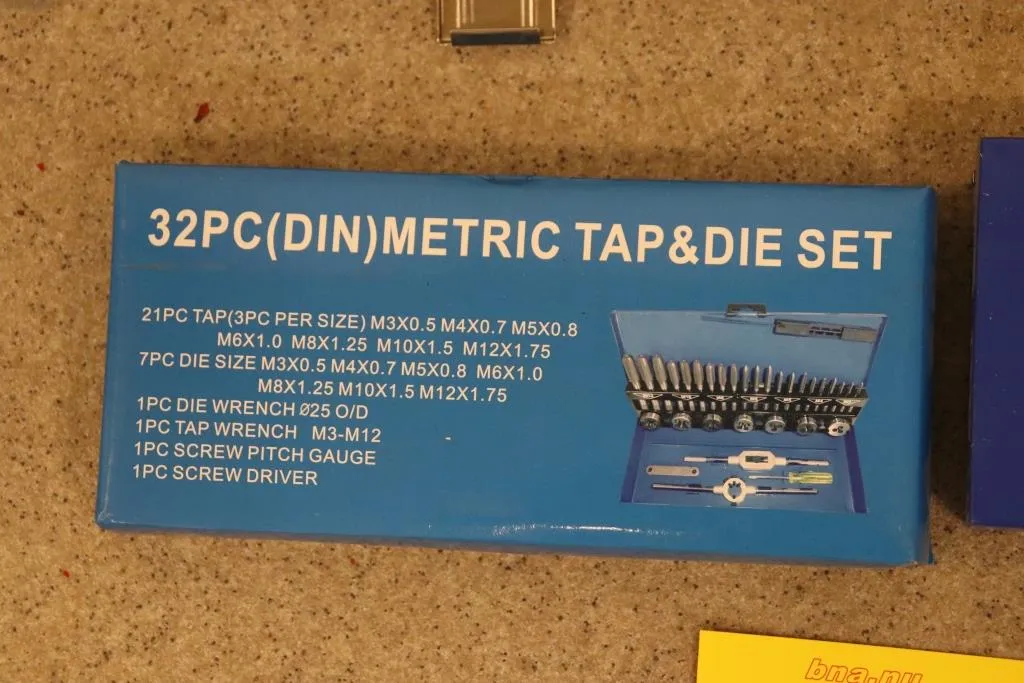 32PC(DIN)METRIC TAP&DIE SET
21PC TAP(3PC PER SIZE) M3X0.5 M4X0.7 M5X0.8
M6X1.0 M8X1.25 M10X1.5 M12X1.75
7PC DIE SIZE M3X0.5 M4X0.7 M5X0.8 M6X1.0
M8X1.25 M10X1.5 M12X1.75
1PC DIE WRENCH Ø25 O/D
1PC TAP WRENCH M3-M12
1PC SCREW PITCH GAUGE
1PC SCREW DRIVER
bna.nu